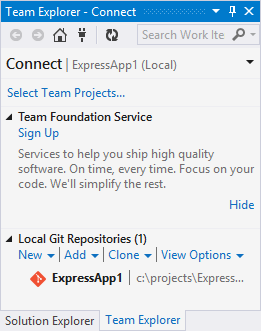 Team Explorer - Connect
Search Work Ite
Connect | ExpressApp1 (Local)
Select Team Projects...
Team Foundation Service
Sign Up
Services to help you ship high quality
software. On time, every time. Focus on your
code. We'll simplify the rest.
Hide
Local Git Repositories (1)
New | Add | Clone | View Options
ExpressApp1 | c:\projects\Express...
Solution Explorer Team Explorer